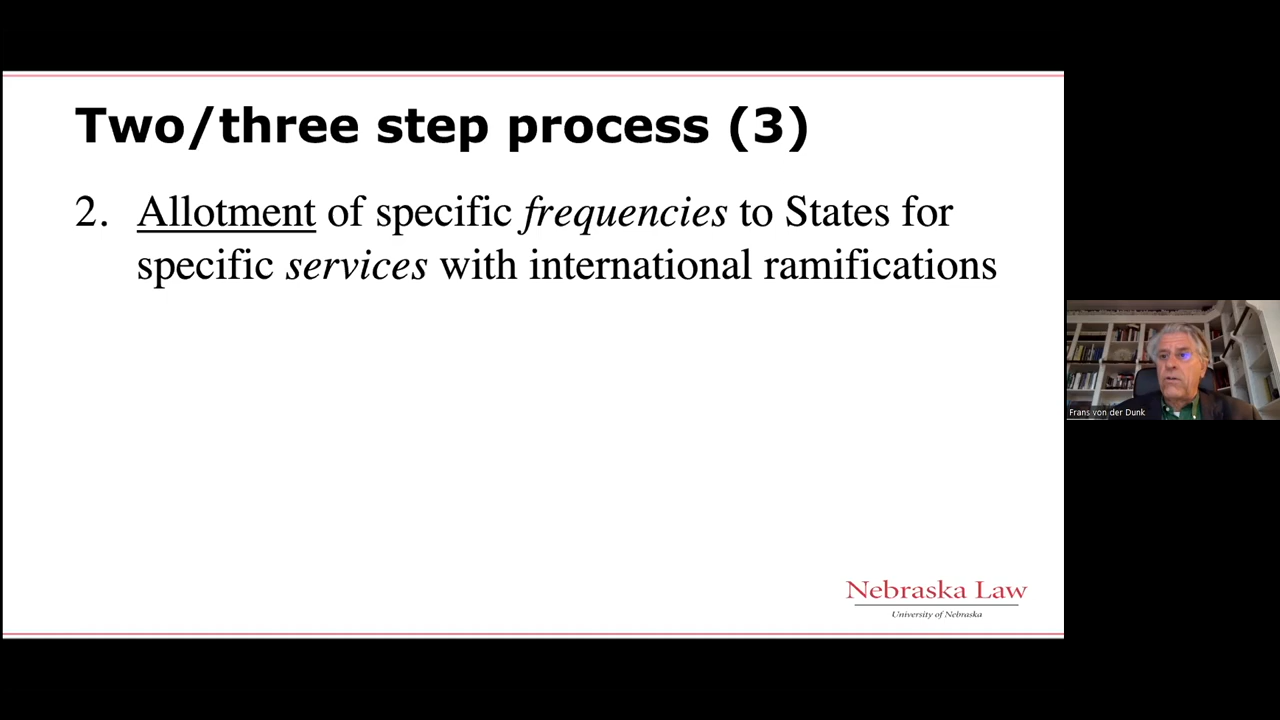 Two/three step process (3)
2. Allotment of specific frequencies to States for
specific services with international ramifications
Nebraska Law
University of Nebraska
Frans von der Dunk